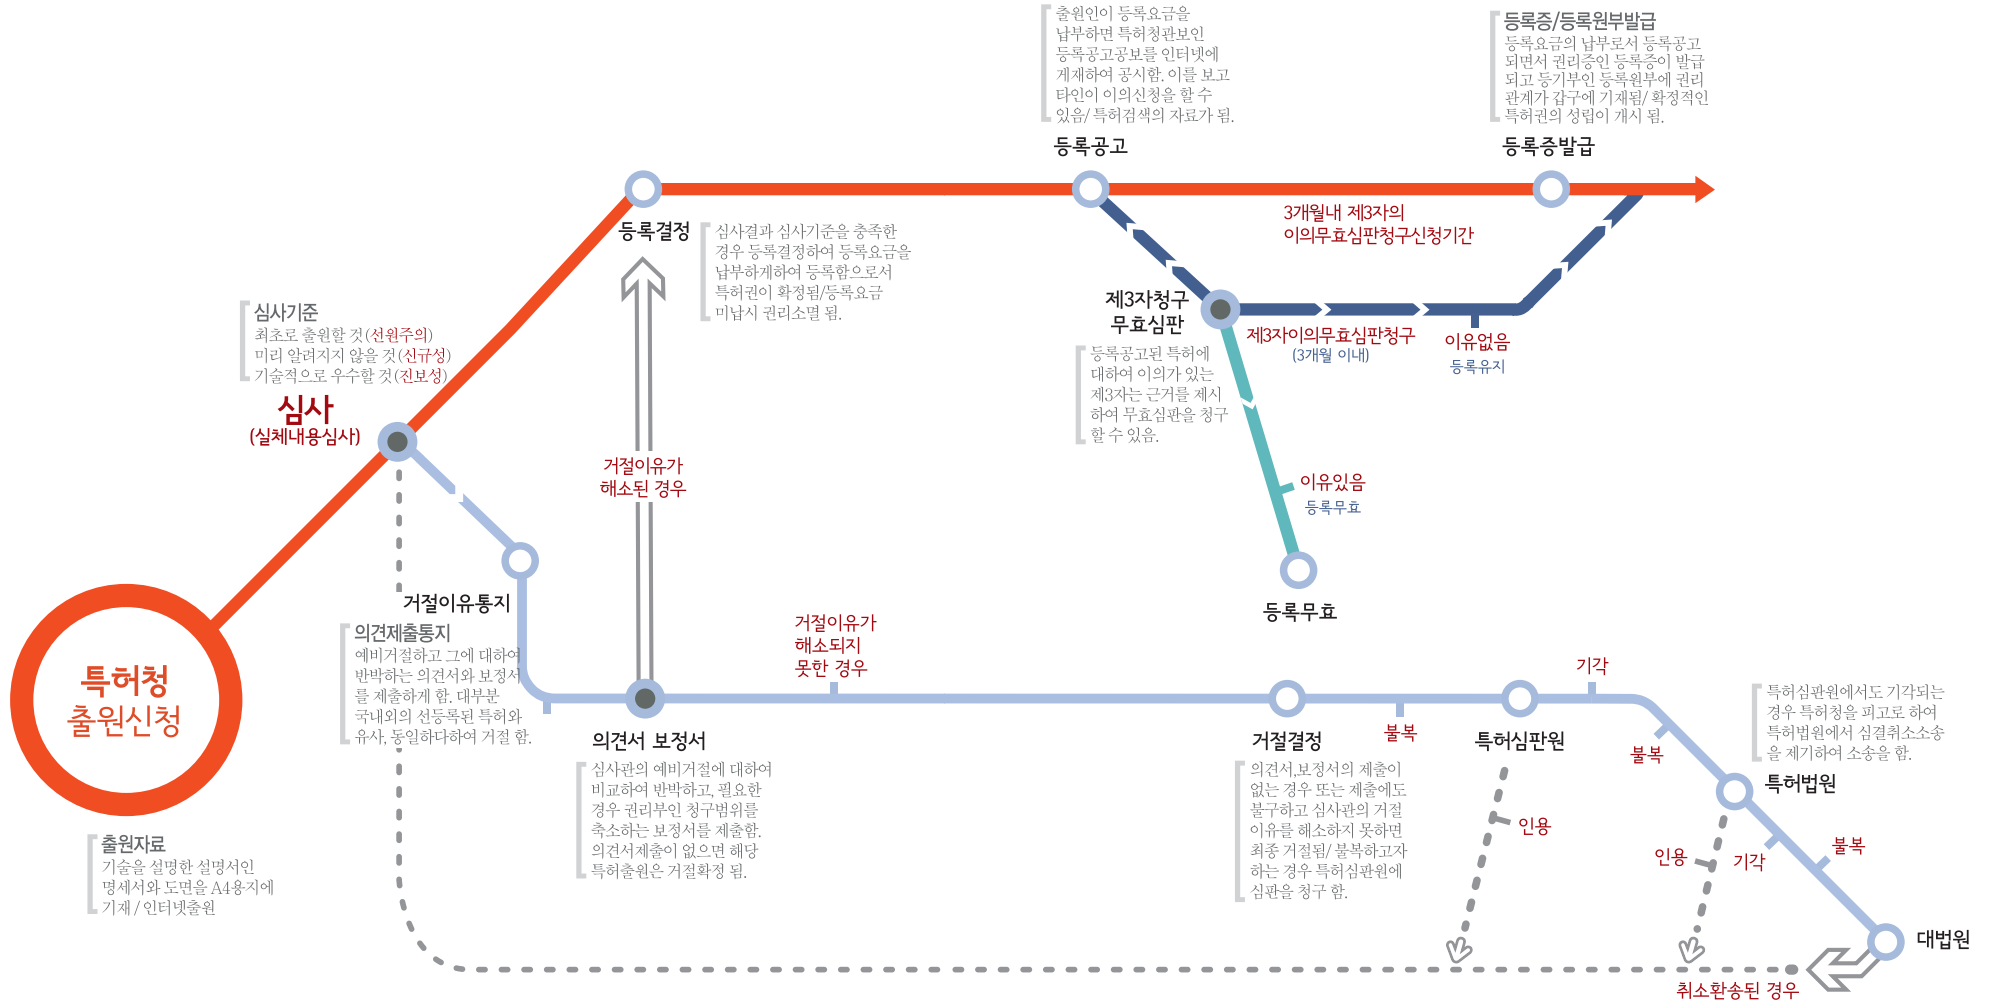 출원인이 등록요금을
납부하면 특허청관보인
등록공고공보를 인터넷에
게재하여 공시함. 이를 보고
타인이 이의신청을 할 수
있음/ 특허검색의 자료가 됨.
등록공고
등록증/등록원부발급
등록요금의 납부로서 등록공고
되면서 권리증인 등록증이 발급
되고 등기부인 등록원부에 권리
관계가 갑구에 기재됨/ 확정적인
특허권의 성립이 개시 됨.
등록증발급
3개월내 제3자의
이의무효심판청구신청기간
등록결정
심사결과 심사기준을 충족한
경우 등록결정하여 등록요금을
납부하게하여 등록함으로서
특허권이 확정됨/등록요금
미납시 권리소멸 됨.
심사기준
최초로 출원할 것 (선원주의)
미리 알려지지 않을 것 (신규성)
기술적으로 우수할 것 (진보성)
심사
(실체내용심사)
제3자청구
무효심판
제3자이의무효심판청구
(3개월 이내)
이유없음
등록유지
등록공고된 특허에
대하여 이의가 있는
제3자는 근거를 제시
하여 무효심판을 청구
할 수 있음.
거절이유가
해소된 경우
이유있음
등록무효
등록무효
거절이유통지
의견제출통지
예비거절하고 그에 대하여
반박하는 의견서와 보정서
를 제출하게 함. 대부분
국내외의 선등록된 특허와
유사, 동일하다하여 거절 함.
거절이유가
해소되지
못한 경우
특허청
출원신청
의견서 보정서
심사관의 예비거절에 대하여
비교하여 반박하고, 필요한
경우 권리부인 청구범위를
축소하는 보정서를 제출함.
의견서제출이 없으면 해당
특허출원은 거절확정 됨.
거절결정
의견서,보정서의 제출이
없는 경우 또는 제출에도
불구하고 심사관의 거절
이유를 해소하지 못하면
최종 거절됨/ 불복하고자
하는 경우 특허심판원에
심판을 청구 함.
불복
특허심판원
기각
불복
인용
특허심판원에서도 기각되는
경우 특허청을 피고로 하여
특허법원에서 심결취소소송
을 제기하여 소송을 함.
특허법원
인용
기각
불복
출원자료
기술을 설명한 설명서인
명세서와 도면을 A4용지에
기재 / 인터넷출원
대법원
취소환송된 경우